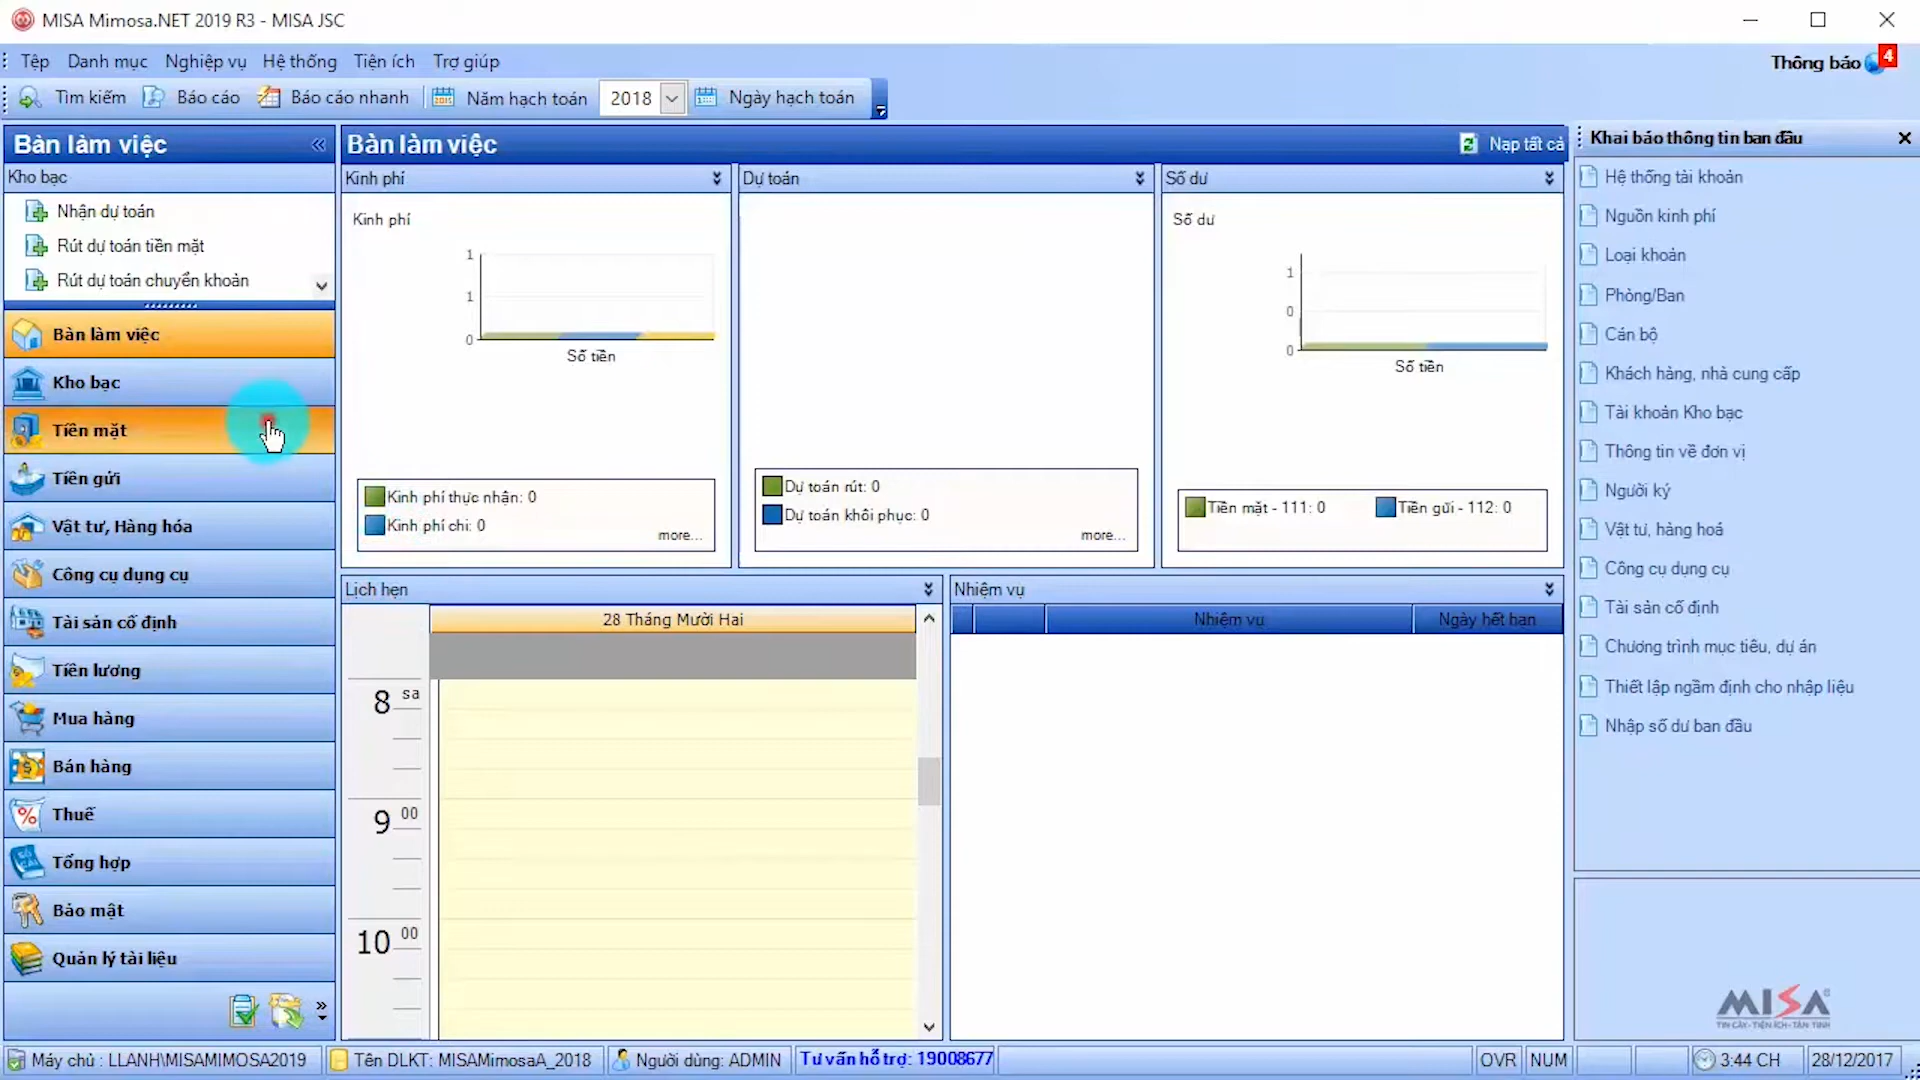 MISA Mimosa.NET 2019 R3 - MISA JSC
Tệp Danh mục Nghiệp vụ Hệ thống Tiện ích Trợ giúp
Thông báo 4
Tìm kiếm Báo cáo Báo cáo nhanh Năm hạch toán 2018 Ngày hạch toán
Bàn làm việc
Kho bạc
Nhận dự toán
Rút dự toán tiền mặt
Rút dự toán chuyển khoản
Bàn làm việc
Kho bạc
Tiền mặt
Tiền gửi
Vật tư, Hàng hóa
Công cụ dụng cụ
Tài sản cố định
Tiền lương
Mua hàng
Bán hàng
Thuế
Tổng hợp
Bảo mật
Quản lý tài liệu
Bàn làm việc
Nạp tất cả
Kinh phí
Kinh phí
1
1
0
Số tiền
Kinh phí thực nhận: 0
Kinh phí chi: 0
more...
Dự toán
Dự toán rút: 0
Dự toán khôi phục: 0
more...
Số dư
Số dư
1
0
0
Số tiền
Tiền mặt - 111: 0 Tiền gửi - 112: 0
Lịch hẹn
28 Tháng Mười Hai
8 sa
9 00
10 00
Nhiệm vụ
Nhiệm vụ Ngày hết hạn
Khai báo thông tin ban đầu
Hệ thống tài khoản
Nguồn kinh phí
Loại khoản
Phòng/Ban
Cán bộ
Khách hàng, nhà cung cấp
Tài khoản Kho bạc
Thông tin về đơn vị
Người ký
Vật tư, hàng hoá
Công cụ dụng cụ
Tài sản cố định
Chương trình mục tiêu, dự án
Thiết lập ngầm định cho nhập liệu
Nhập số dư ban đầu
MISA
TIN CẬY - TIỆN ÍCH - TẬN TÌNH
Máy chủ : LLANH\MISAMIMOSA2019 Tên DLKT: MISAMimosaA_2018 Người dùng: ADMIN Tư vấn hỗ trợ: 19008677 OVR NUM 3:44 CH 28/12/2017